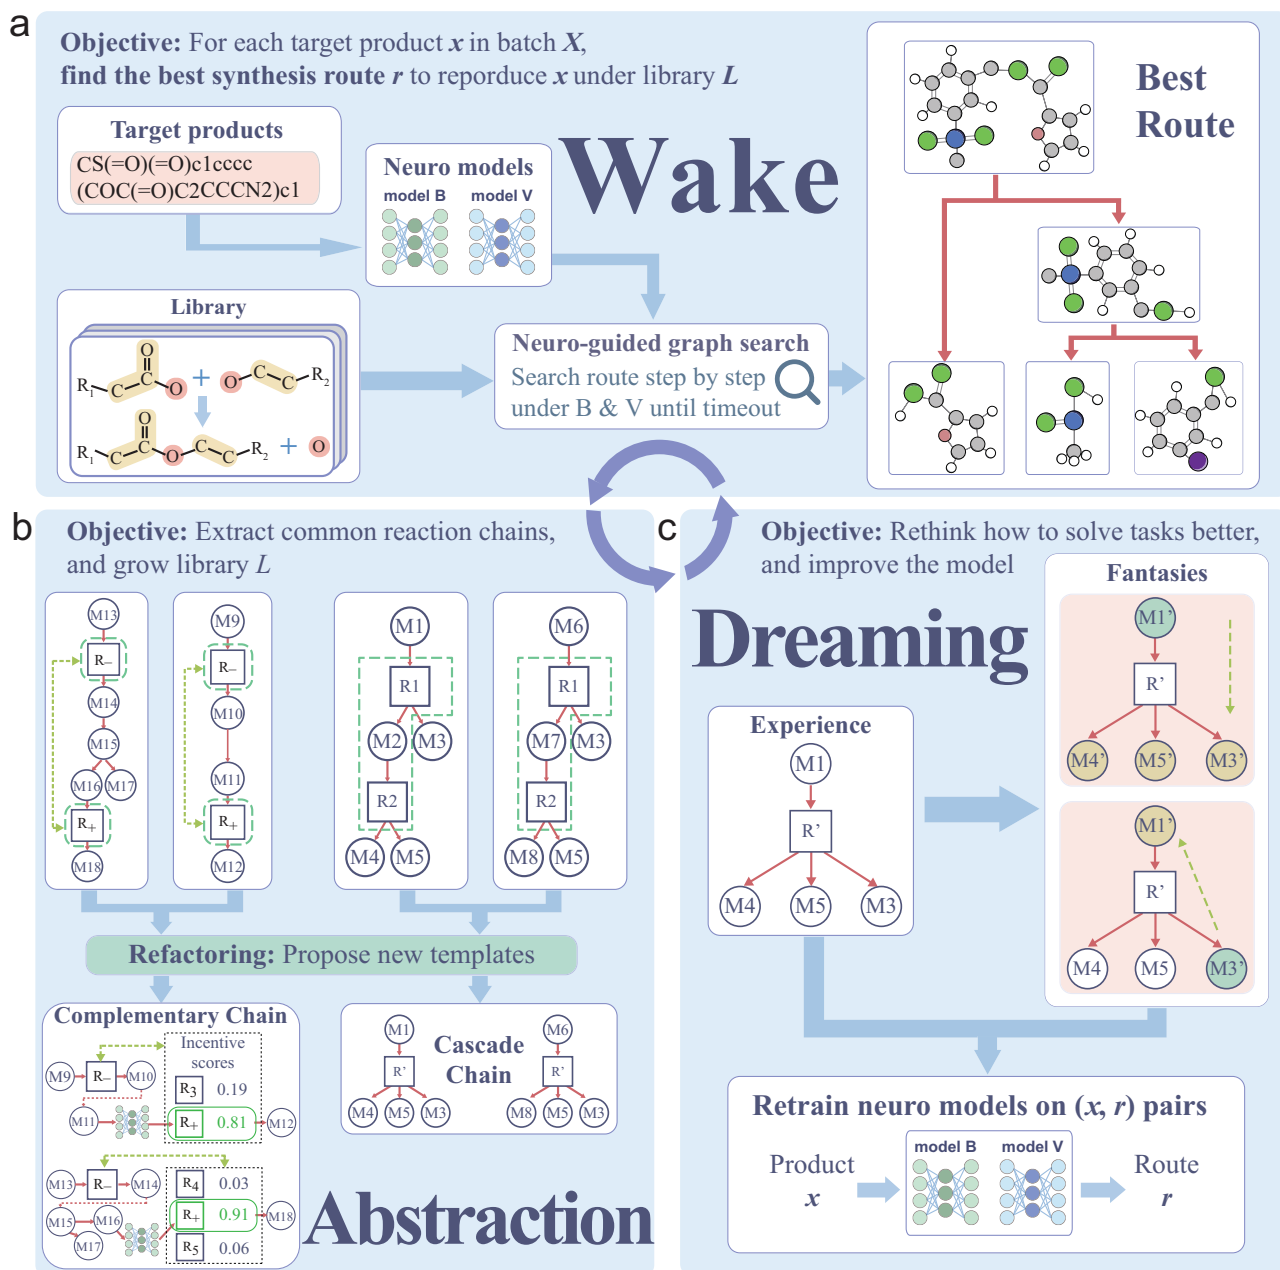 a
Objective: For each target product x in batch X,
find the best synthesis route r to reporduce x under library L
Target products
CS(=O)(=O)c1cccc
(COC(=O)C2CCCN2)c1
Neuro models
model B
model V
Wake
Library
O
R1
C
C
O
+
O
C
C
R2
O
R1
C
C
O
C
C
R2
+
O
Neuro-guided graph search
Search route step by step
under B & V until timeout
Best
Route
b
Objective: Extract common reaction chains,
and grow library L
M13
R–
M14
M15
M16
M17
R+
M18
M9
R–
M10
M11
R+
M12
M1
R1
M2
M3
R2
M4
M5
M6
R1
M7
M3
R2
M8
M5
Refactoring: Propose new templates
Complementary Chain
Incentive
scores
M9
R–
M10
R3
0.19
M11
R+
0.81
M12
M13
R–
M14
R4
0.03
M15
M16
R+
0.91
M18
M17
R5
0.06
Cascade
Chain
M1
R’
M4
M5
M3
M6
R’
M8
M5
M3
Abstraction
c
Objective: Rethink how to solve tasks better,
and improve the model
Dreaming
Experience
M1
R’
M4
M5
M3
Fantasies
M1’
R’
M4’
M5’
M3’
M1’
R’
M4
M5
M3’
Retrain neuro models on (x, r) pairs
Product
x
model B
model V
Route
r